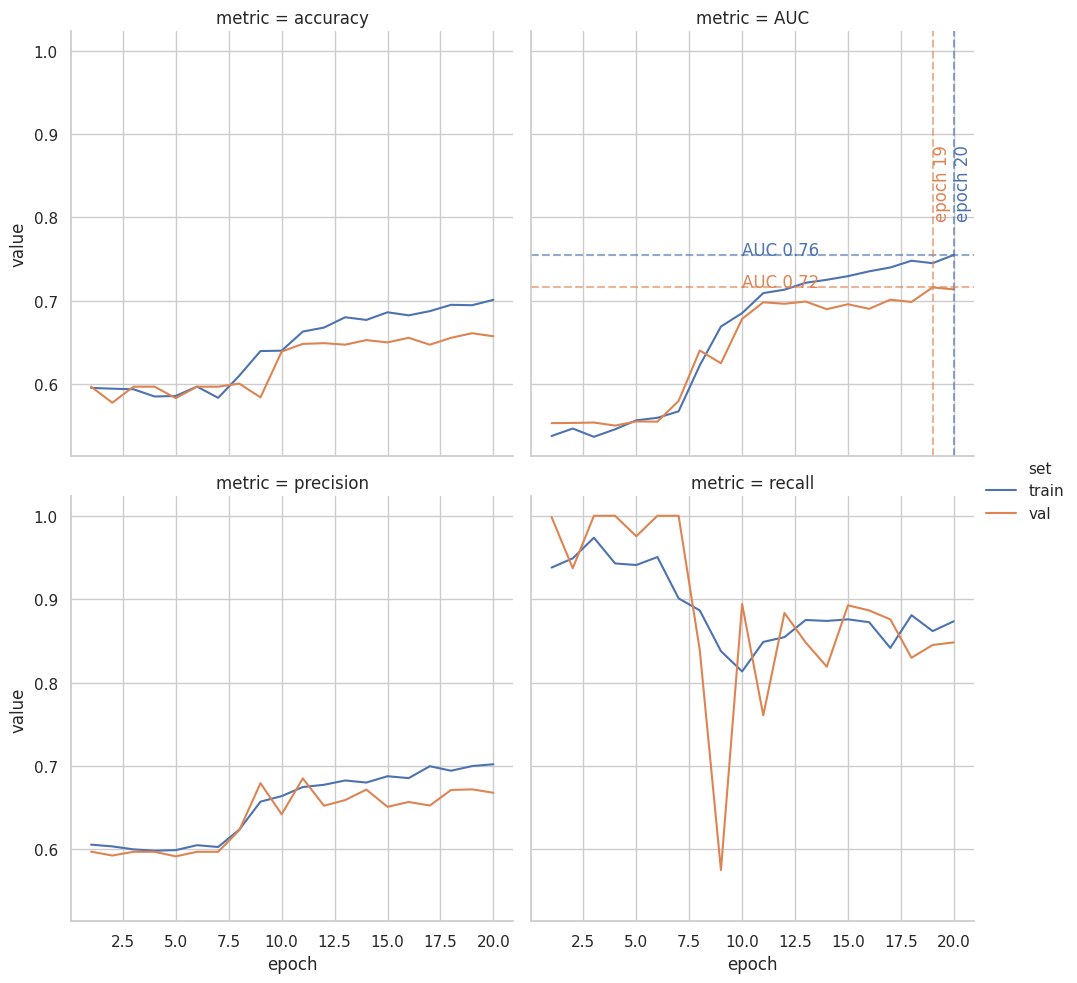 metric = accuracy
metric = AUC
1.0
0.9
0.8
0.7
0.6
value
epoch 19
epoch 20
AUC 0.76
AUC 0.72
metric = precision
metric = recall
set
train
val
1.0
0.9
0.8
0.7
0.6
value
2.5 5.0 7.5 10.0 12.5 15.0 17.5 20.0
2.5 5.0 7.5 10.0 12.5 15.0 17.5 20.0
epoch
epoch